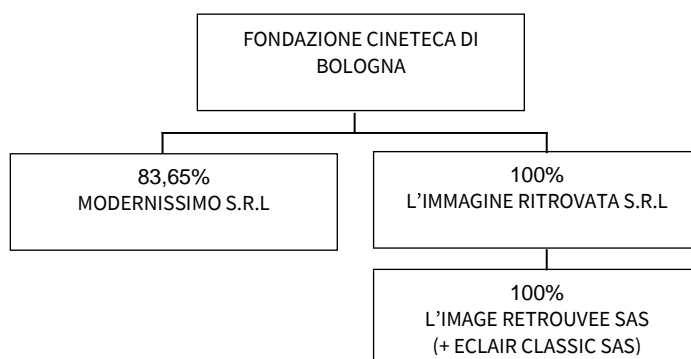 FONDAZIONE CINETECA DI
BOLOGNA
83,65%
MODERNISSIMO S.R.L
100%
L’IMMAGINE RITROVATA S.R.L
100%
L’IMAGE RETROUVEE SAS
(+ ECLAIR CLASSIC SAS)